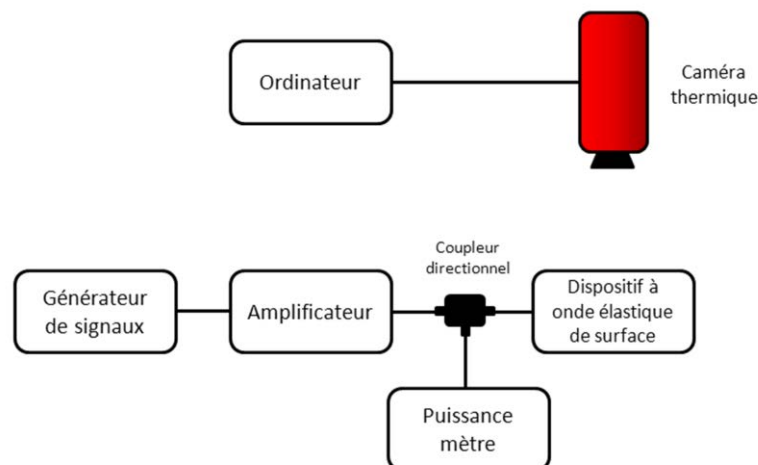 Ordinateur
Caméra
thermique
Coupleur
directionnel
Générateur
de signaux
Amplificateur
Dispositif à
onde élastique
de surface
Puissance
mètre